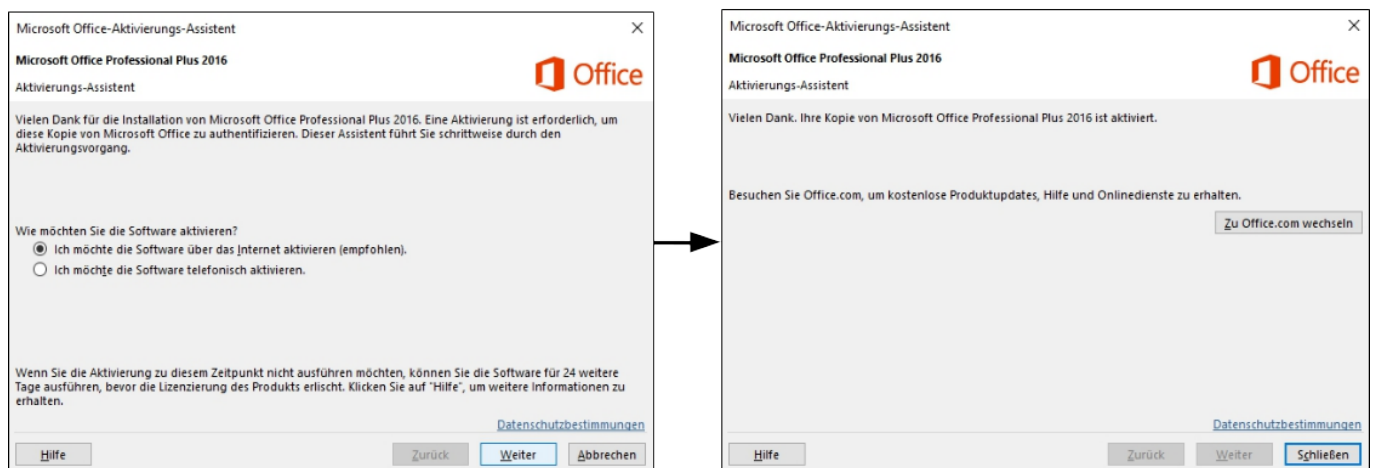 Microsoft Office-Aktivierungs-Assistent
Microsoft Office Professional Plus 2016
Office
Aktivierungs-Assistent
Vielen Dank für die Installation von Microsoft Office Professional Plus 2016. Eine Aktivierung ist erforderlich, um
diese Kopie von Microsoft Office zu authentifizieren. Dieser Assistent führt Sie schrittweise durch den
Aktivierungsvorgang.
Wie möchten Sie die Software aktivieren?
Ich möchte die Software über das Internet aktivieren (empfohlen).
Ich möchte die Software telefonisch aktivieren.
Wenn Sie die Aktivierung zu diesem Zeitpunkt nicht ausführen möchten, können Sie die Software für 24 weitere
Tage ausführen, bevor die Lizenzierung des Produkts erlischt. Klicken Sie auf "Hilfe", um weitere Informationen zu
erhalten.
Datenschutzbestimmungen
Hilfe Zurück Weiter Abbrechen
Microsoft Office-Aktivierungs-Assistent
Microsoft Office Professional Plus 2016
Office
Aktivierungs-Assistent
Vielen Dank. Ihre Kopie von Microsoft Office Professional Plus 2016 ist aktiviert.
Besuchen Sie Office.com, um kostenlose Produktupdates, Hilfe und Onlinedienste zu erhalten.
Zu Office.com wechseln
Datenschutzbestimmungen
Hilfe Zurück Weiter Schließen